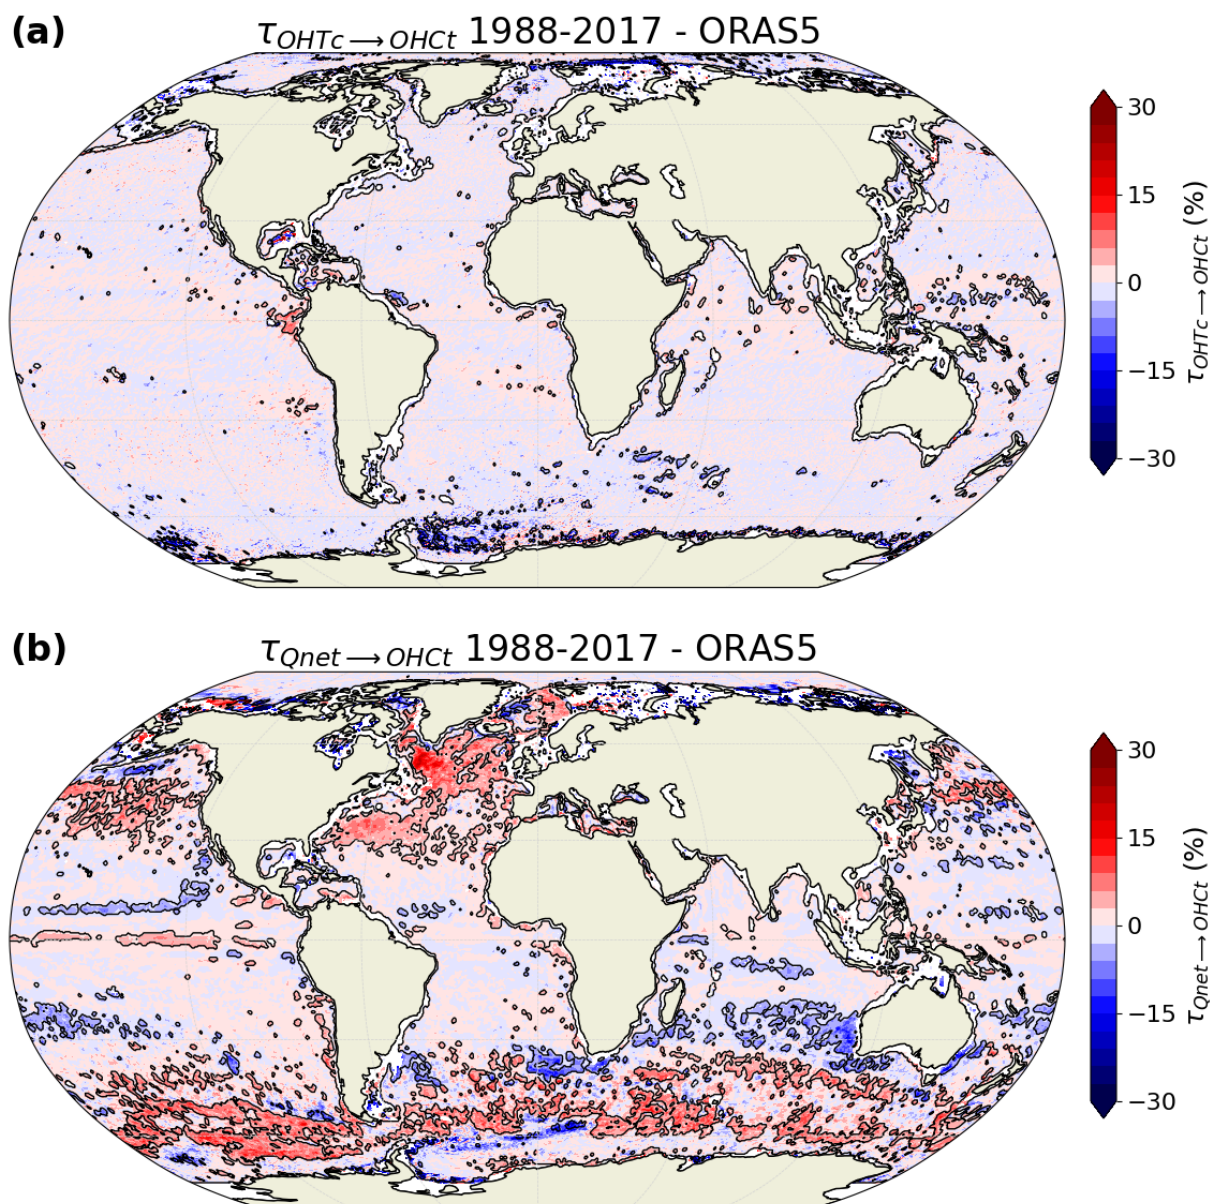 (a)
τOHTc⟶OHCt 1988-2017 - ORAS5
30
15
0
−15
−30
τOHTc⟶OHCt (%)
(b)
τQnet⟶OHCt 1988-2017 - ORAS5
30
15
0
−15
−30
τQnet⟶OHCt (%)